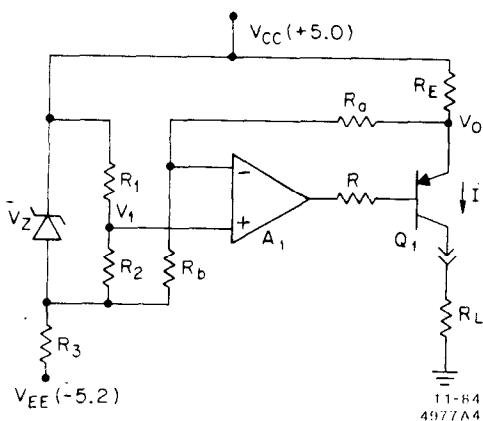 VCC (+5.0)
RE
Ra
VO
R1
V1
VZ
-
+
A1
R
I
Q1
R2
Rb
RL
R3
VEE (-5.2)
11-84
4977A4